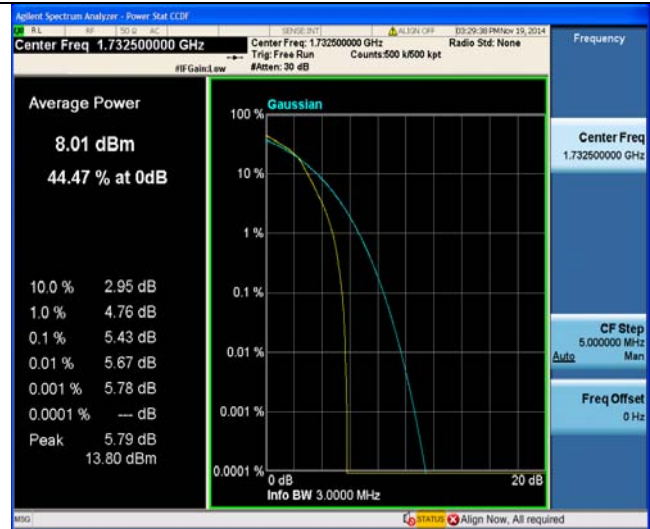 Agilent Spectrum Analyzer - Power Stat CCDF
RL RF 50 Ω AC SENSE:INT ALIGN OFF 03:29:38 PM Nov 19, 2014
Center Freq 1.732500000 GHz
Center Freq: 1.732500000 GHz Radio Std: None
Trig: Free Run Counts:500 k/500 kpt
#IFGain:Low #Atten: 30 dB
Frequency
Average Power
8.01 dBm
44.47 % at 0dB
10.0 % 2.95 dB
1.0 % 4.76 dB
0.1 % 5.43 dB
0.01 % 5.67 dB
0.001 % 5.78 dB
0.0001 % --- dB
Peak 5.79 dB
13.80 dBm
Gaussian
100 %
10 %
1 %
0.1 %
0.01 %
0.001 %
0.0001 %
0 dB 20 dB
Info BW 3.0000 MHz
Center Freq
1.732500000 GHz
CF Step
5.000000 MHz
Auto Man
Freq Offset
0 Hz
MSG STATUS Align Now, All required